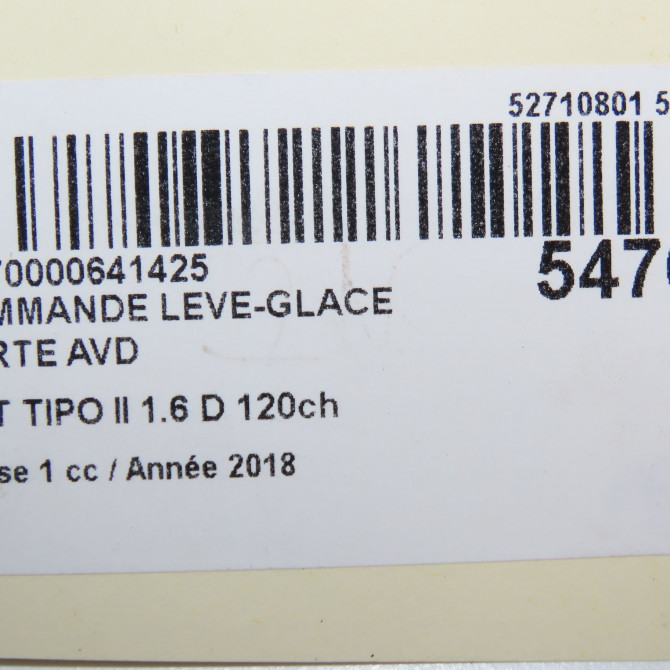 52710801 5
70000641425
547
MMANDE LEVE-GLACE
RTE AVD
T TIPO II 1.6 D 120ch
se 1 cc / Année 2018